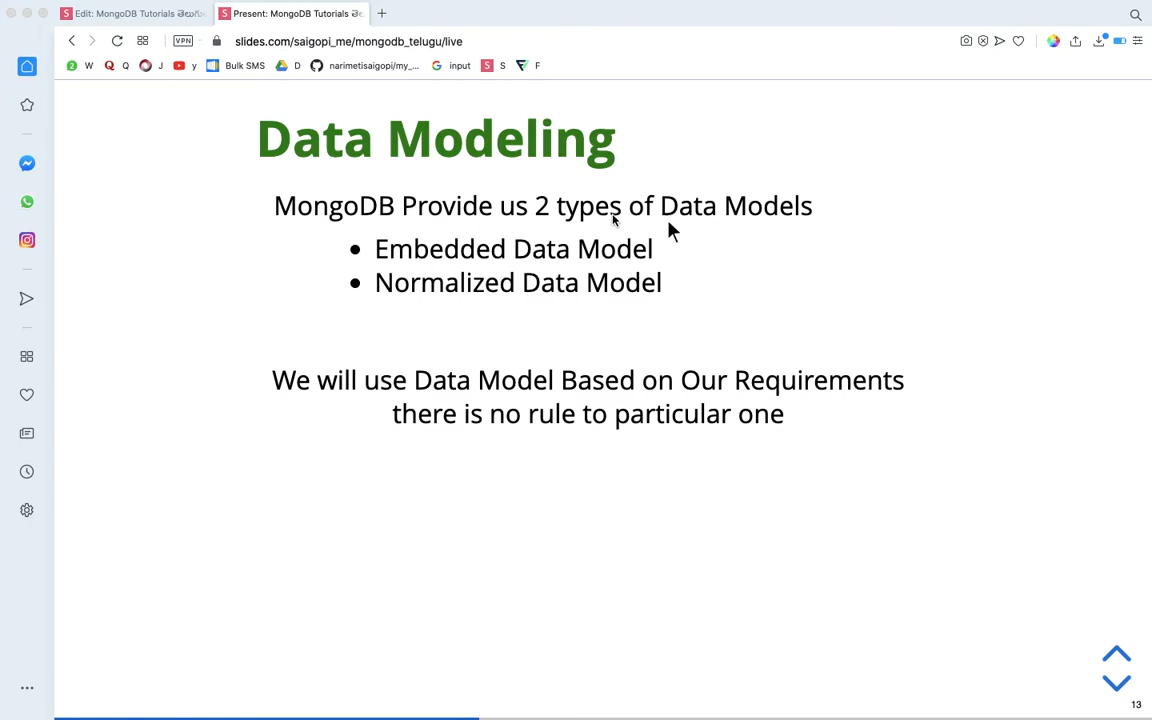 Edit: MongoDB Tutorials
Present: MongoDB Tutorials
VPN
slides.com/saigopi_me/mongodb_telugu/live
2 W
Q Q
J
y
Bulk SMS
D
narimetisaigopi/my_...
input
S S
F
Data Modeling
MongoDB Provide us 2 types of Data Models
• Embedded Data Model
• Normalized Data Model
We will use Data Model Based on Our Requirements
there is no rule to particular one
13